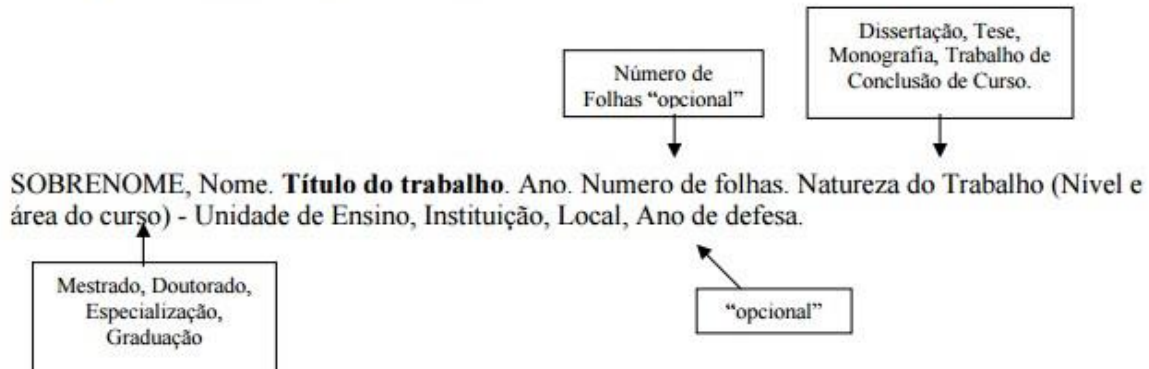 Dissertação, Tese,
Monografia, Trabalho de
Conclusão de Curso.
Número de
Folhas “opcional”
SOBRENOME, Nome. Título do trabalho. Ano. Numero de folhas. Natureza do Trabalho (Nível e
área do curso) - Unidade de Ensino, Instituição, Local, Ano de defesa.
Mestrado, Doutorado,
Especialização,
Graduação
“opcional”